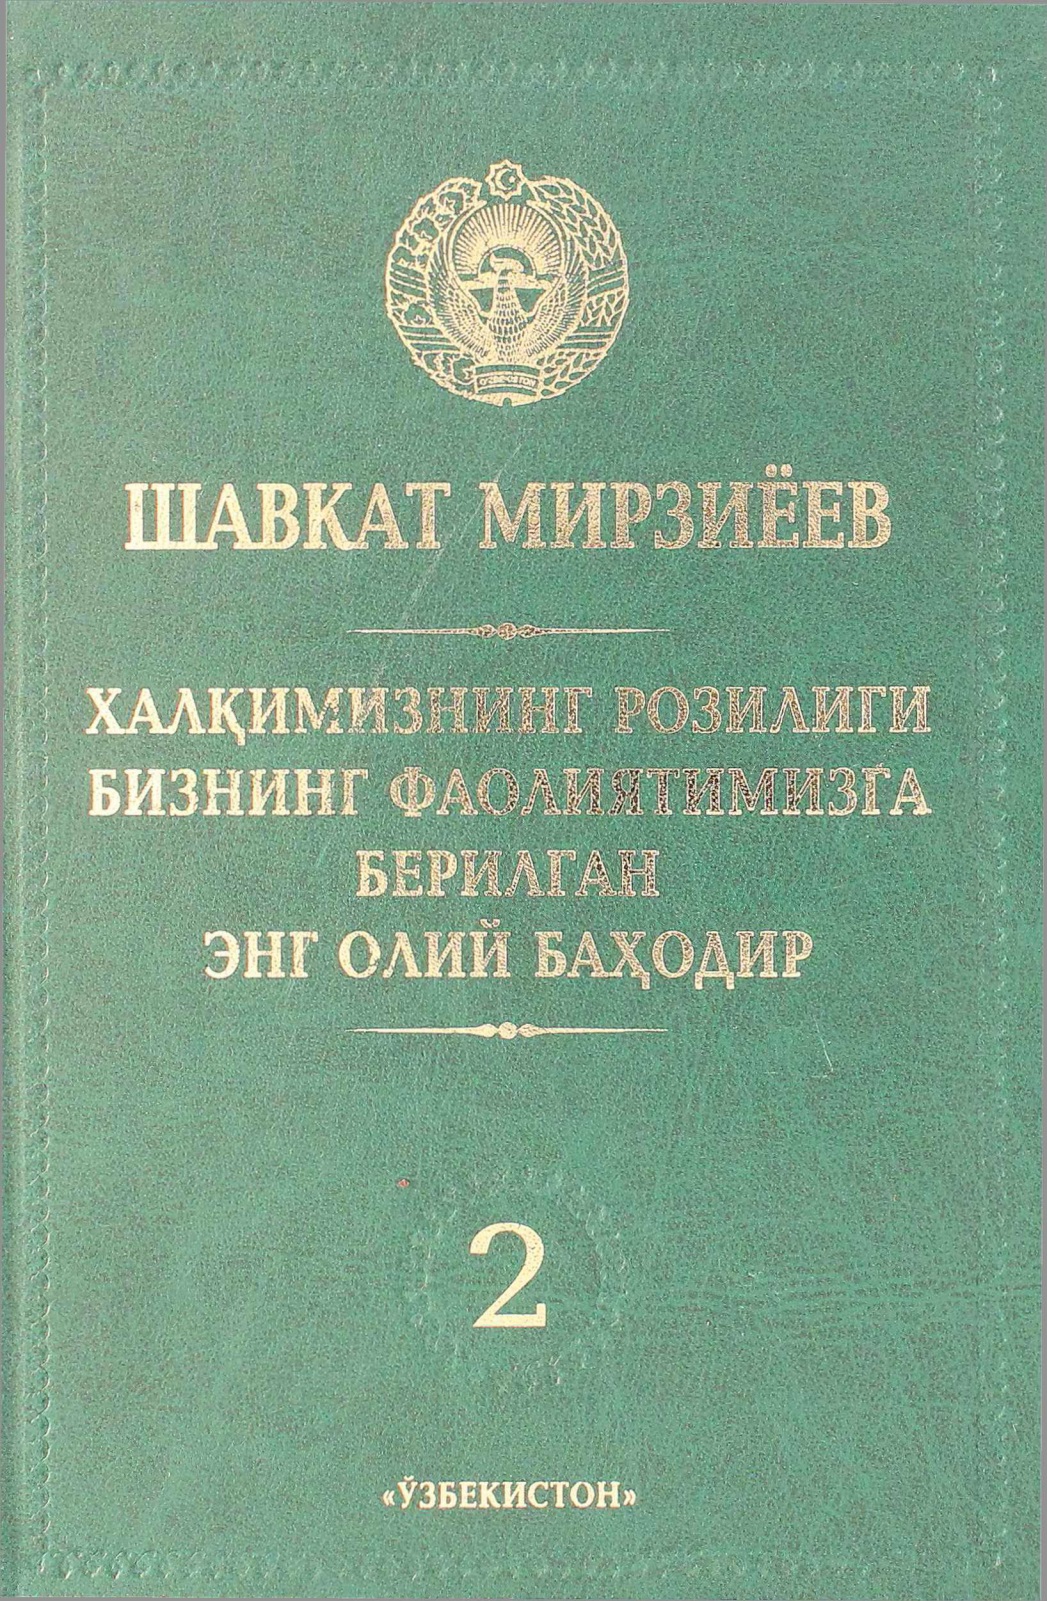 ШАВКАТ МИРЗИЁЕВ
ХАЛҚИМИЗНИНГ РОЗИЛИГИ
БИЗНИНГ ФАОЛИЯТИМИЗГА
БЕРИЛГАН
ЭНГ ОЛИЙ БАҲОДИР
2
«ЎЗБЕКИСТОН»